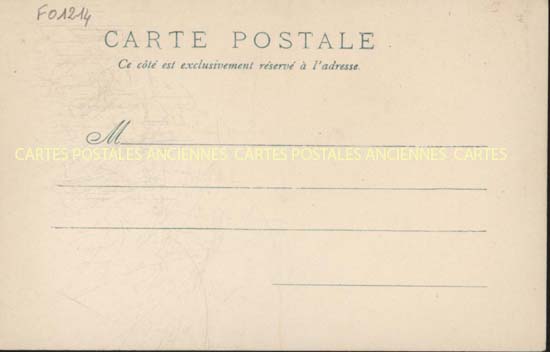 F01214
CARTE POSTALE
Ce côté est exclusivement réservé à l'adresse.
M
CARTES POSTALES ANCIENNES CARTES POSTALES ANCIENNES CARTES